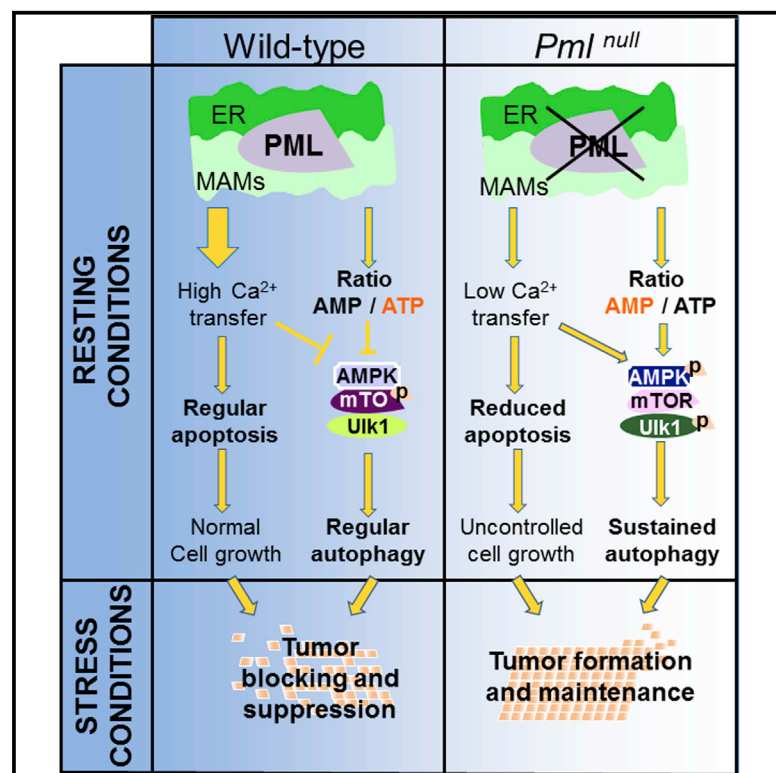 Wild-type
Pml null
RESTING
CONDITIONS
ER
PML
MAMs
High Ca2+
transfer
Ratio
AMP / ATP
AMPK
mTO p
Ulk1
Regular
apoptosis
Normal
Cell growth
Regular
autophagy
ER
PML
MAMs
Low Ca2+
transfer
Ratio
AMP / ATP
AMPK p
mTOR
Ulk1 p
Reduced
apoptosis
Uncontrolled
cell growth
Sustained
autophagy
STRESS
CONDITIONS
Tumor
blocking and
suppression
Tumor formation
and maintenance